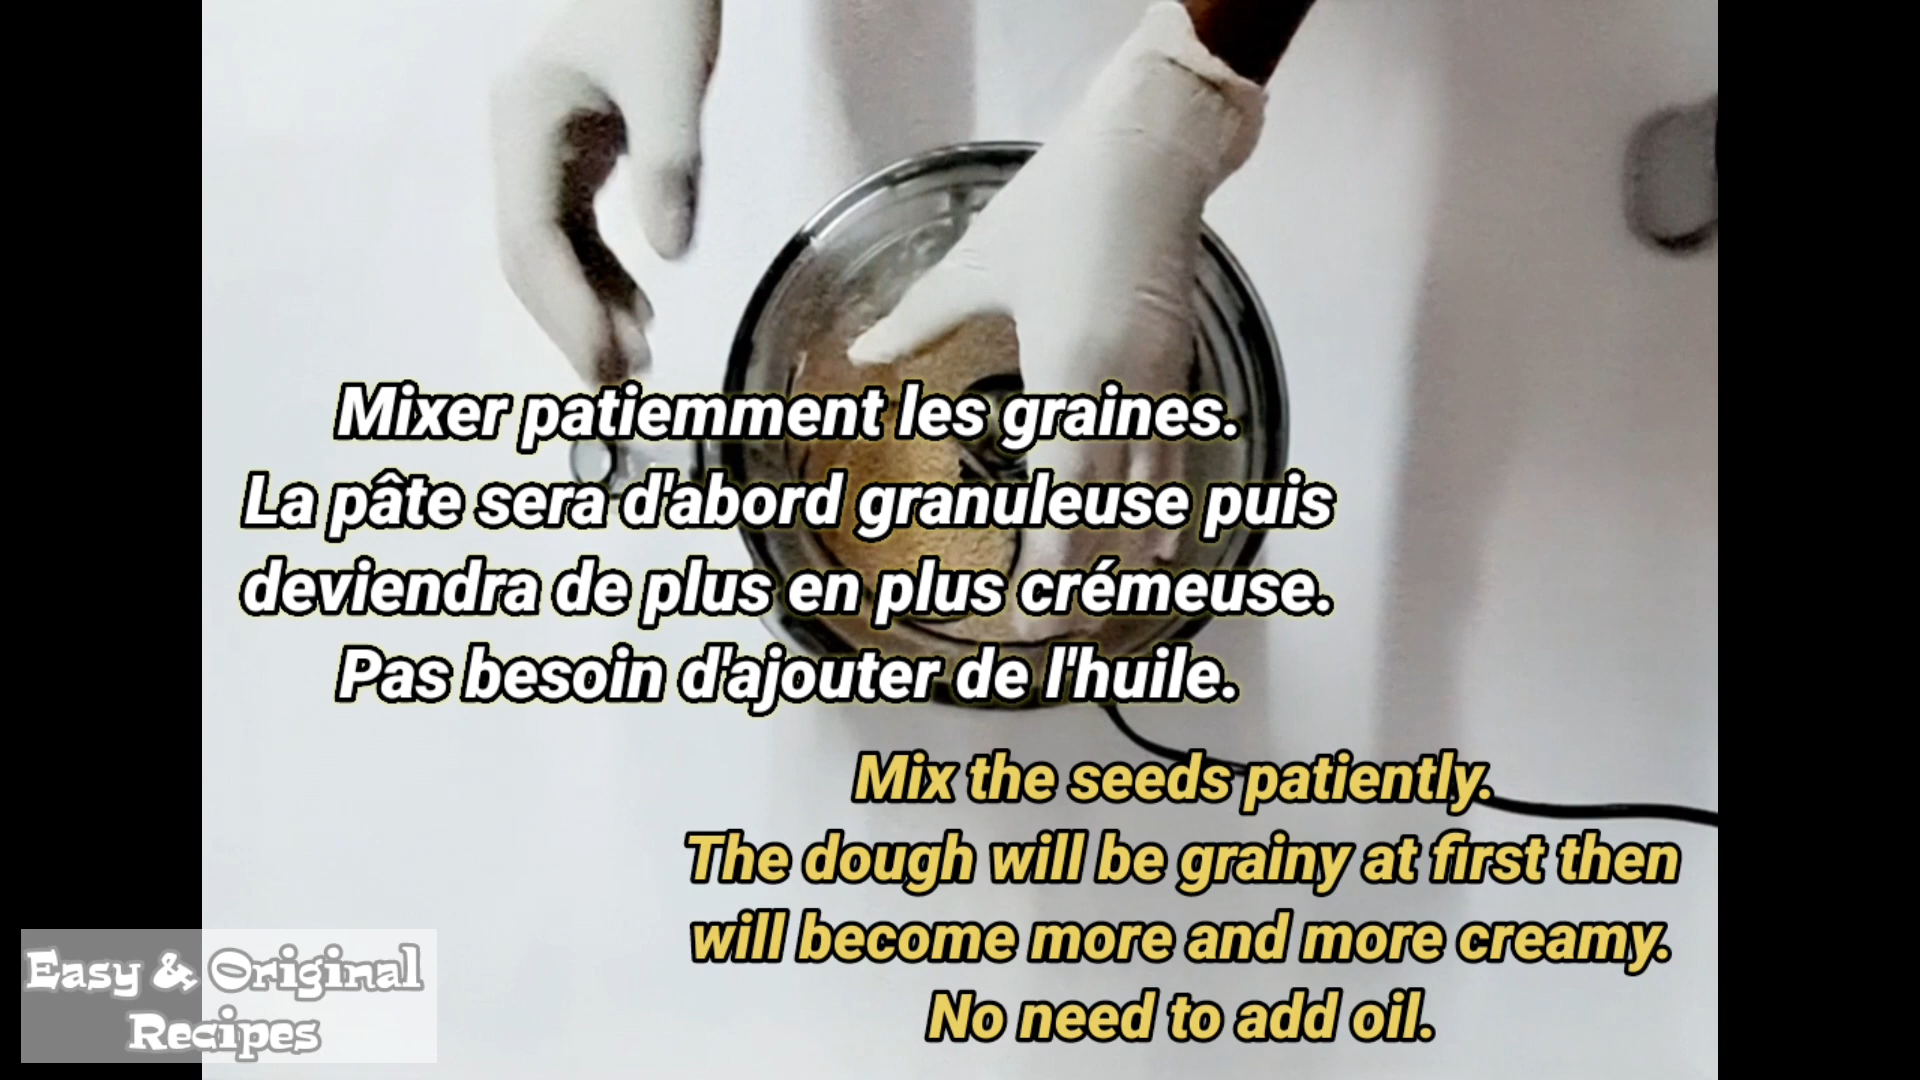 Mixer patiemment les graines.
La pâte sera d'abord granuleuse puis
deviendra de plus en plus crémeuse.
Pas besoin d'ajouter de l'huile.
Mix the seeds patiently.
The dough will be grainy at first then
will become more and more creamy.
No need to add oil.
Easy & Original
Recipes